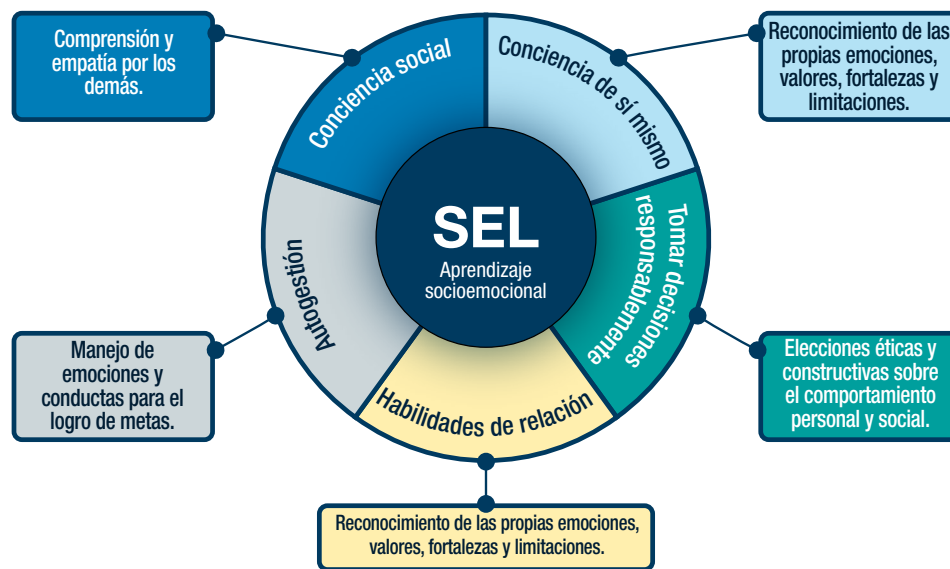 Comprensión y
empatía por los
demás.
Conciencia social
Conciencia de sí mismo
Reconocimiento de las
propias emociones,
valores, fortalezas y
limitaciones.
SEL
Aprendizaje
socioemocional
Tomar decisiones
responsablemente
Autogestión
Manejo de
emociones y
conductas para el
logro de metas.
Elecciones éticas y
constructivas sobre
el comportamiento
personal y social.
Habilidades de relación
Reconocimiento de las propias emociones,
valores, fortalezas y limitaciones.